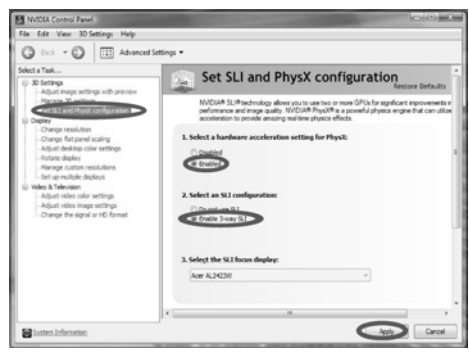 NVIDIA Control Panel
File Edit View 3D Settings Help
Back Advanced Settings
Select a Task...
3D Settings
Adjust image settings with preview
Manage 3D settings
Set SLI and PhysX configuration
Display
Change resolution
Change flat panel scaling
Adjust desktop color settings
Rotate display
Manage custom resolutions
Set up multiple displays
Video & Television
Adjust video color settings
Adjust video image settings
Change the signal or HD format
System Information
Set SLI and PhysX configuration
Restore Defaults
NVIDIA® SLI® technology allows you to use two or more GPUs for significant improvements in
performance and image quality. NVIDIA® PhysX® is a powerful physics engine that can utilize
acceleration to provide amazing real-time physics effects.
1. Select a hardware acceleration setting for PhysX:
Disabled
Enabled
2. Select an SLI configuration:
Do not use SLI
Enable 3-way SLI
3. Select the SLI focus display:
Acer AL2423W
Apply Cancel